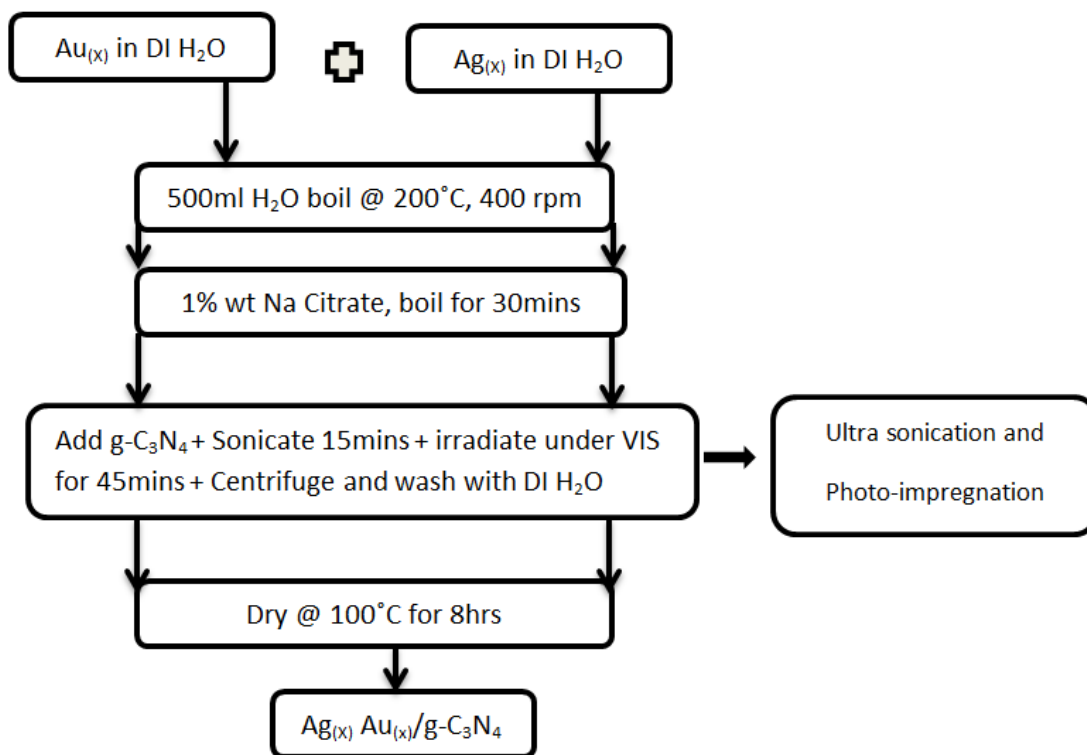 Au(X) in DI H₂O
Ag(X) in DI H₂O
500ml H₂O boil @ 200˚C, 400 rpm
1% wt Na Citrate, boil for 30mins
Add g-C₃N₄ + Sonicate 15mins + irradiate under VIS
for 45mins + Centrifuge and wash with DI H₂O
Ultra sonication and
Photo-impregnation
Dry @ 100˚C for 8hrs
Ag(X) Au(x)/g-C₃N₄